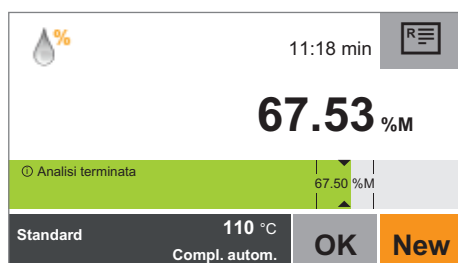 %
11:18 min
R
67.53 %M
Analisi terminata
67.50 %M
Standard
110 °C
Compl. autom.
OK
New